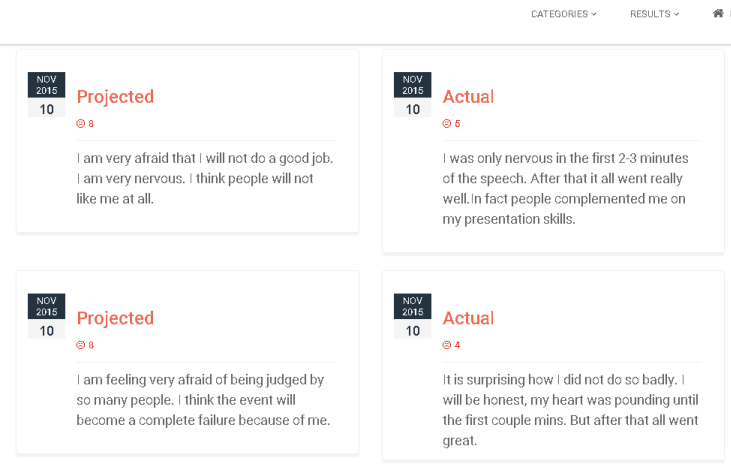 CATEGORIES RESULTS
NOV
2015
10
Projected
8
I am very afraid that I will not do a good job.
I am very nervous. I think people will not
like me at all.
NOV
2015
10
Actual
5
I was only nervous in the first 2-3 minutes
of the speech. After that it all went really
well.In fact people complemented me on
my presentation skills.
NOV
2015
10
Projected
8
I am feeling very afraid of being judged by
so many people. I think the event will
become a complete failure because of me.
NOV
2015
10
Actual
4
It is surprising how I did not do so badly. I
will be honest, my heart was pounding until
the first couple mins. But after that all went
great.